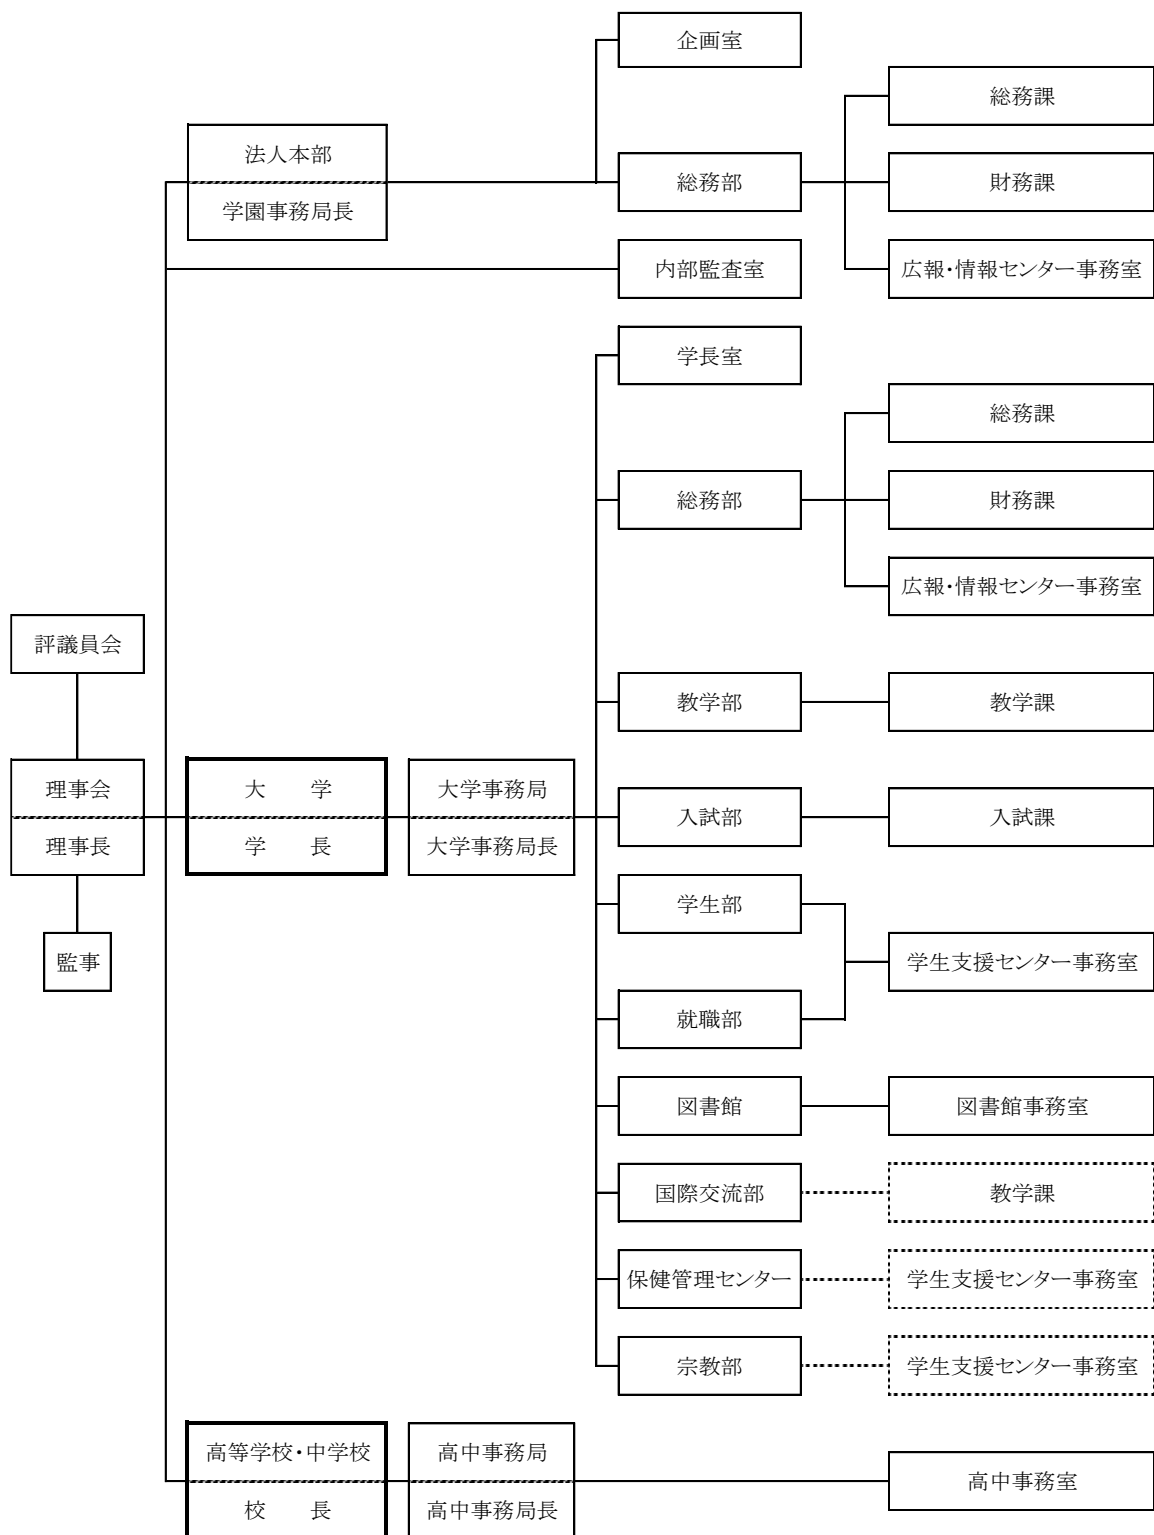 企画室
総務課
法人本部
学園事務局長
総務部
財務課
内部監査室
広報・情報センター事務室
学長室
総務課
総務部
財務課
広報・情報センター事務室
評議員会
教学部
教学課
理事会
理事長
大　学
学　長
大学事務局
大学事務局長
入試部
入試課
学生部
監事
学生支援センター事務室
就職部
図書館
図書館事務室
国際交流部
教学課
保健管理センター
学生支援センター事務室
宗教部
学生支援センター事務室
高等学校・中学校
校　長
高中事務局
高中事務局長
高中事務室